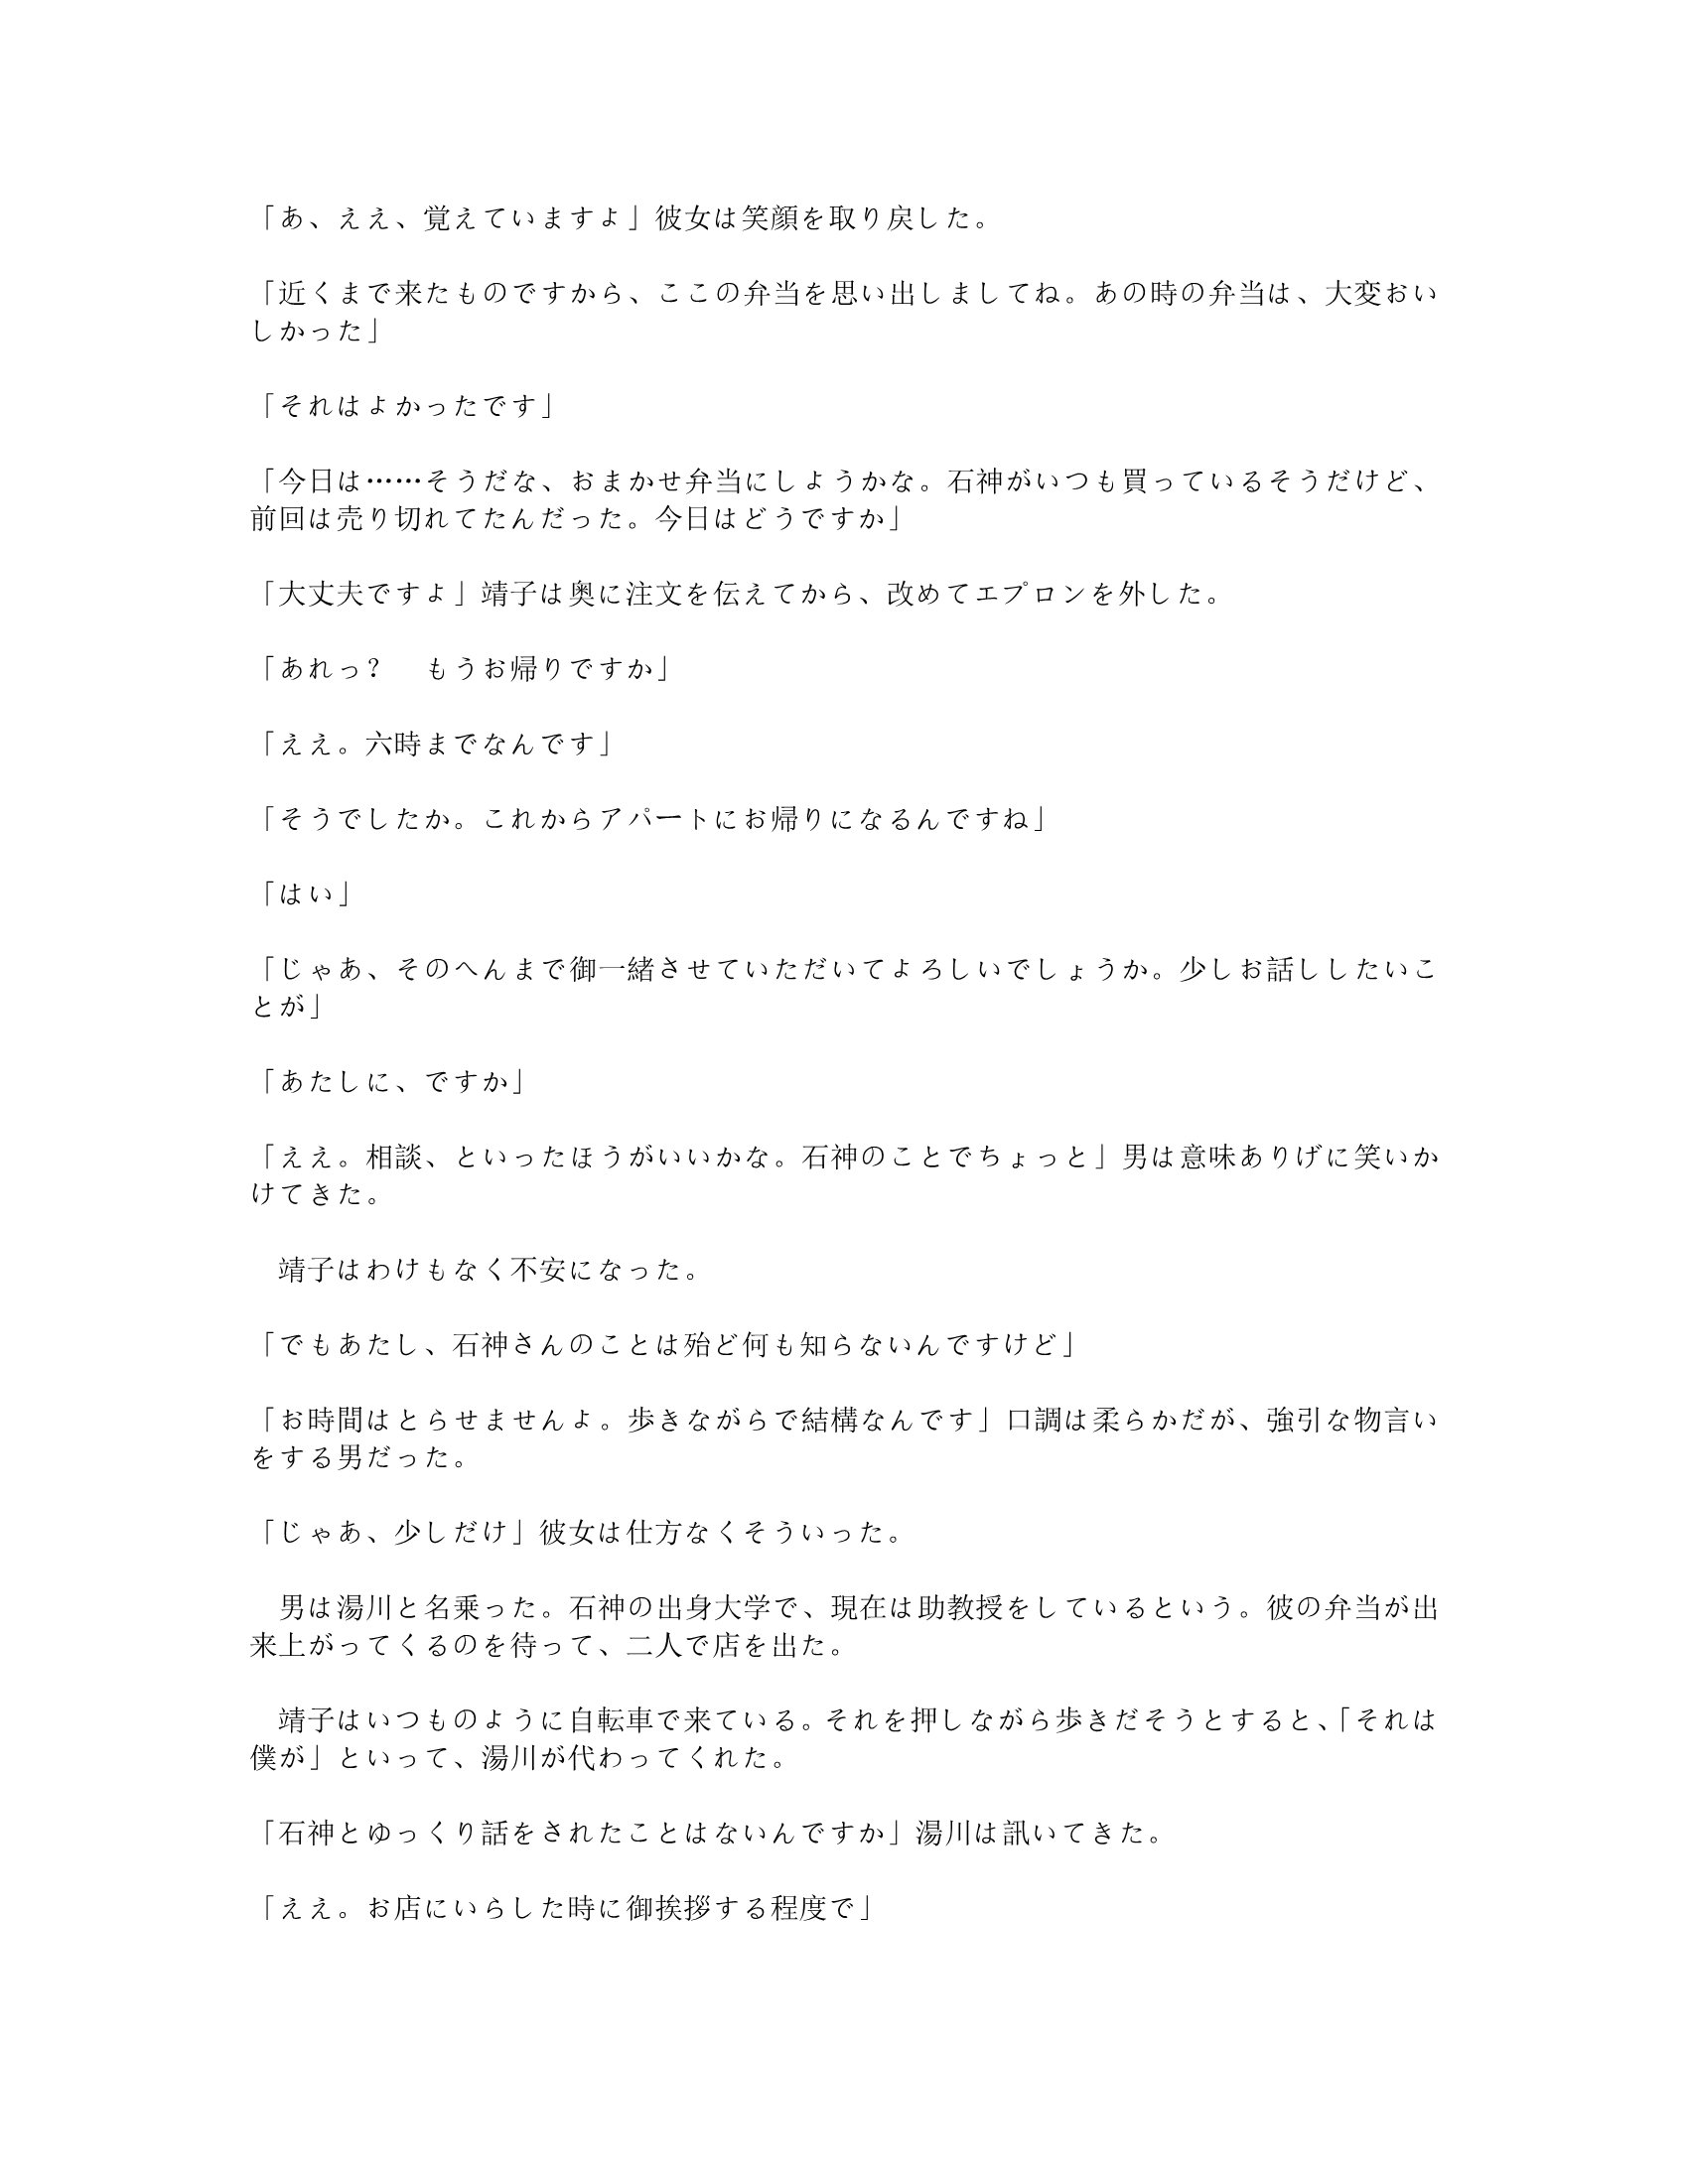 「あ、ええ、覚えていますよ」彼女は笑顔を取り戻した。
「近くまで来たものですから、ここの弁当を思い出しましてね。あの時の弁当は、大変おい
しかった」
「それはよかったです」
「今日は……そうだな、おまかせ弁当にしようかな。石神がいつも買っているそうだけど、
前回は売り切れてたんだった。今日はどうですか」
「大丈夫ですよ」靖子は奥に注文を伝えてから、改めてエプロンを外した。
「あれっ？　もうお帰りですか」
「ええ。六時までなんです」
「そうでしたか。これからアパートにお帰りになるんですね」
「はい」
「じゃあ、そのへんまで御一緒させていただいてよろしいでしょうか。少しお話ししたいこ
とが」
「あたしに、ですか」
「ええ。相談、といったほうがいいかな。石神のことでちょっと」男は意味ありげに笑いか
けてきた。
　靖子はわけもなく不安になった。
「でもあたし、石神さんのことは殆ど何も知らないんですけど」
「お時間はとらせませんよ。歩きながらで結構なんです」口調は柔らかだが、強引な物言い
をする男だった。
「じゃあ、少しだけ」彼女は仕方なくそういった。
　男は湯川と名乗った。石神の出身大学で、現在は助教授をしているという。彼の弁当が出
来上がってくるのを待って、二人で店を出た。
　靖子はいつものように自転車で来ている。それを押しながら歩きだそうとすると、「それは
僕が」といって、湯川が代わってくれた。
「石神とゆっくり話をされたことはないんですか」湯川は訊いてきた。
「ええ。お店にいらした時に御挨拶する程度で」